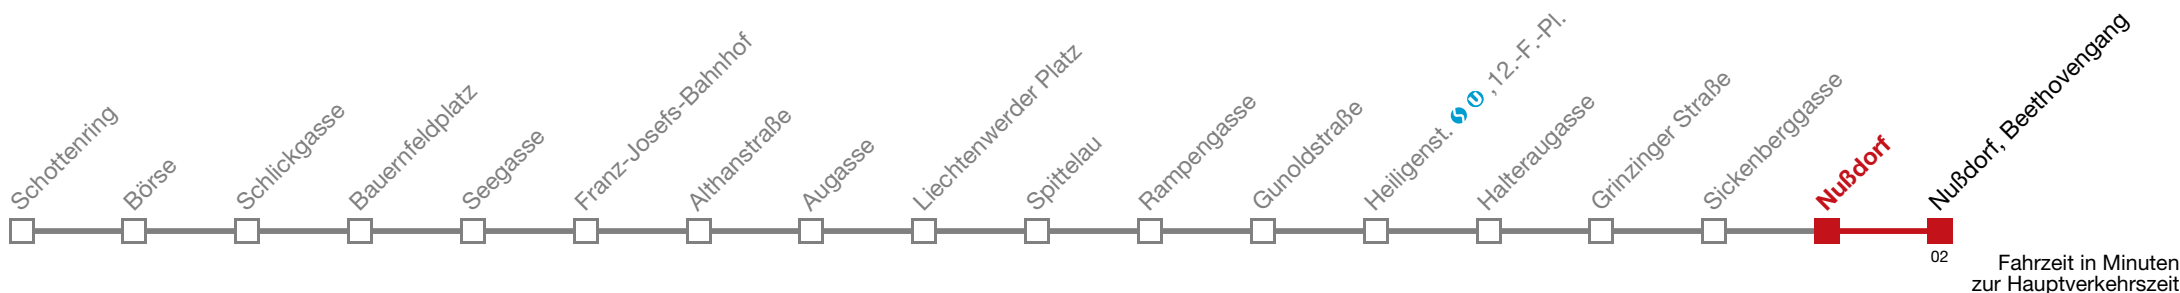 Schottenring
Börse
Schlickgasse
Bauernfeldplatz
Seegasse
Franz-Josefs-Bahnhof
Althanstraße
Augasse
Liechtenwerder Platz
Spittelau
Rampengasse
Gunoldstraße
Heiligenst. S U , 12.-F.-Pl.
Halteraugasse
Grinzinger Straße
Sickenberggasse
Nußdorf
Nußdorf, Beethovengang
02
Fahrzeit in Minuten
zur Hauptverkehrszeit